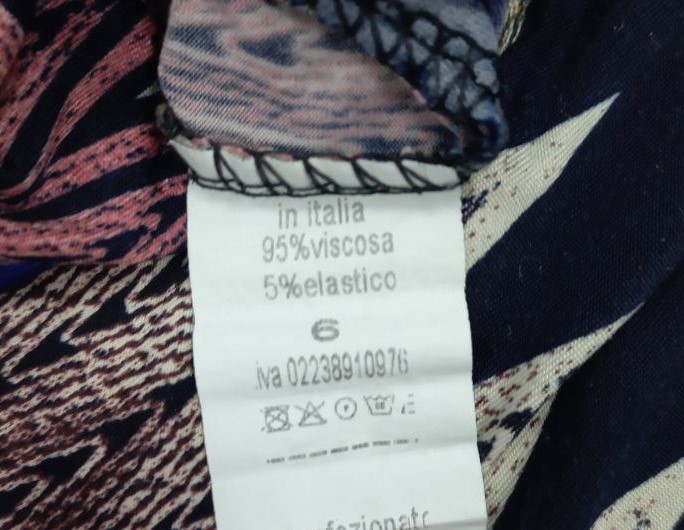 in italia
95%viscosa
5%elastico
6
iva 02238910976